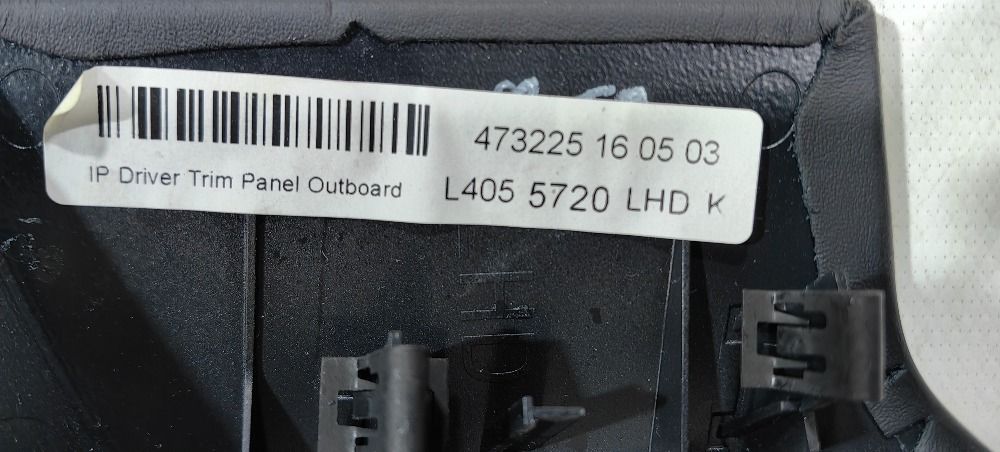 473225 16 05 03
IP Driver Trim Panel Outboard
L405 5720 LHD K